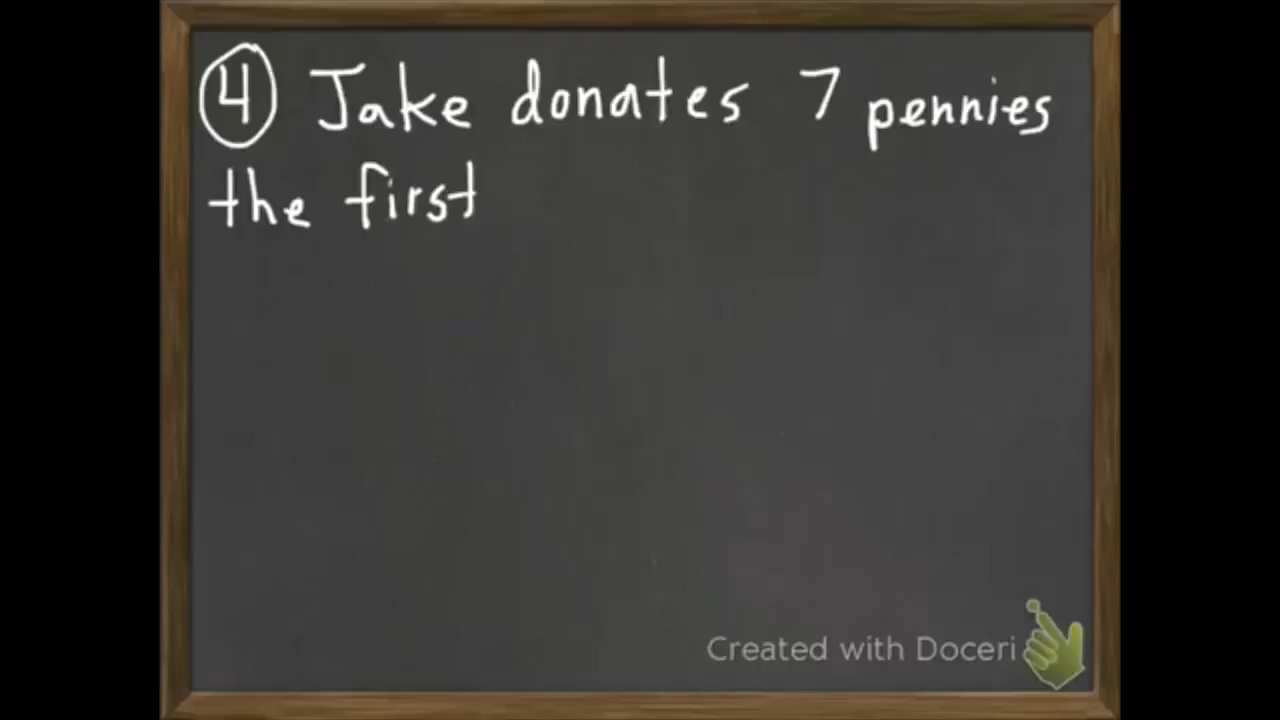 ④ Jake donates 7 pennies
the first
Created with Doceri